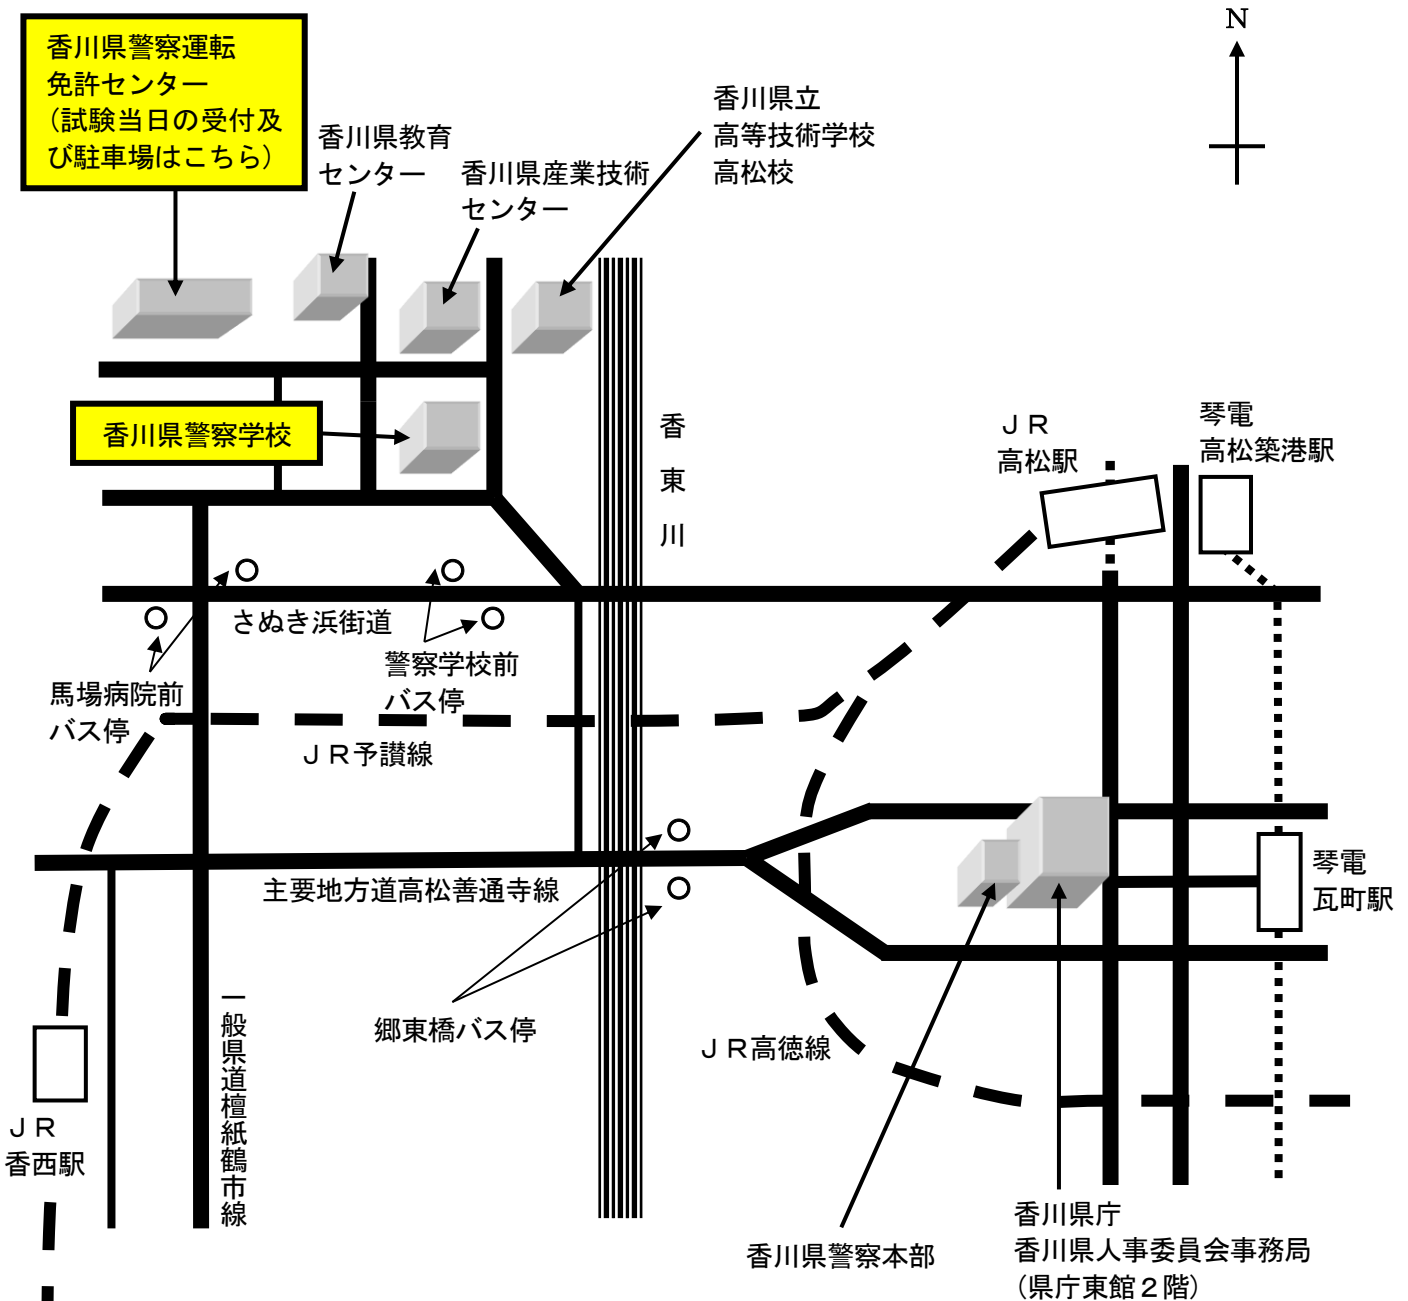 N
香川県警察運転
免許センター
（試験当日の受付及
び駐車場はこちら）
香川県教育
センター
香川県産業技術
センター
香川県立
高等技術学校
高松校
香川県警察学校
香東川
ＪＲ
高松駅
琴電
高松築港駅
さぬき浜街道
警察学校前
バス停
馬場病院前
バス停
ＪＲ予讃線
主要地方道高松善通寺線
琴電
瓦町駅
郷東橋バス停
ＪＲ高徳線
一般県道檀紙鶴市線
ＪＲ
香西駅
香川県警察本部
香川県庁
香川県人事委員会事務局
（県庁東館２階）